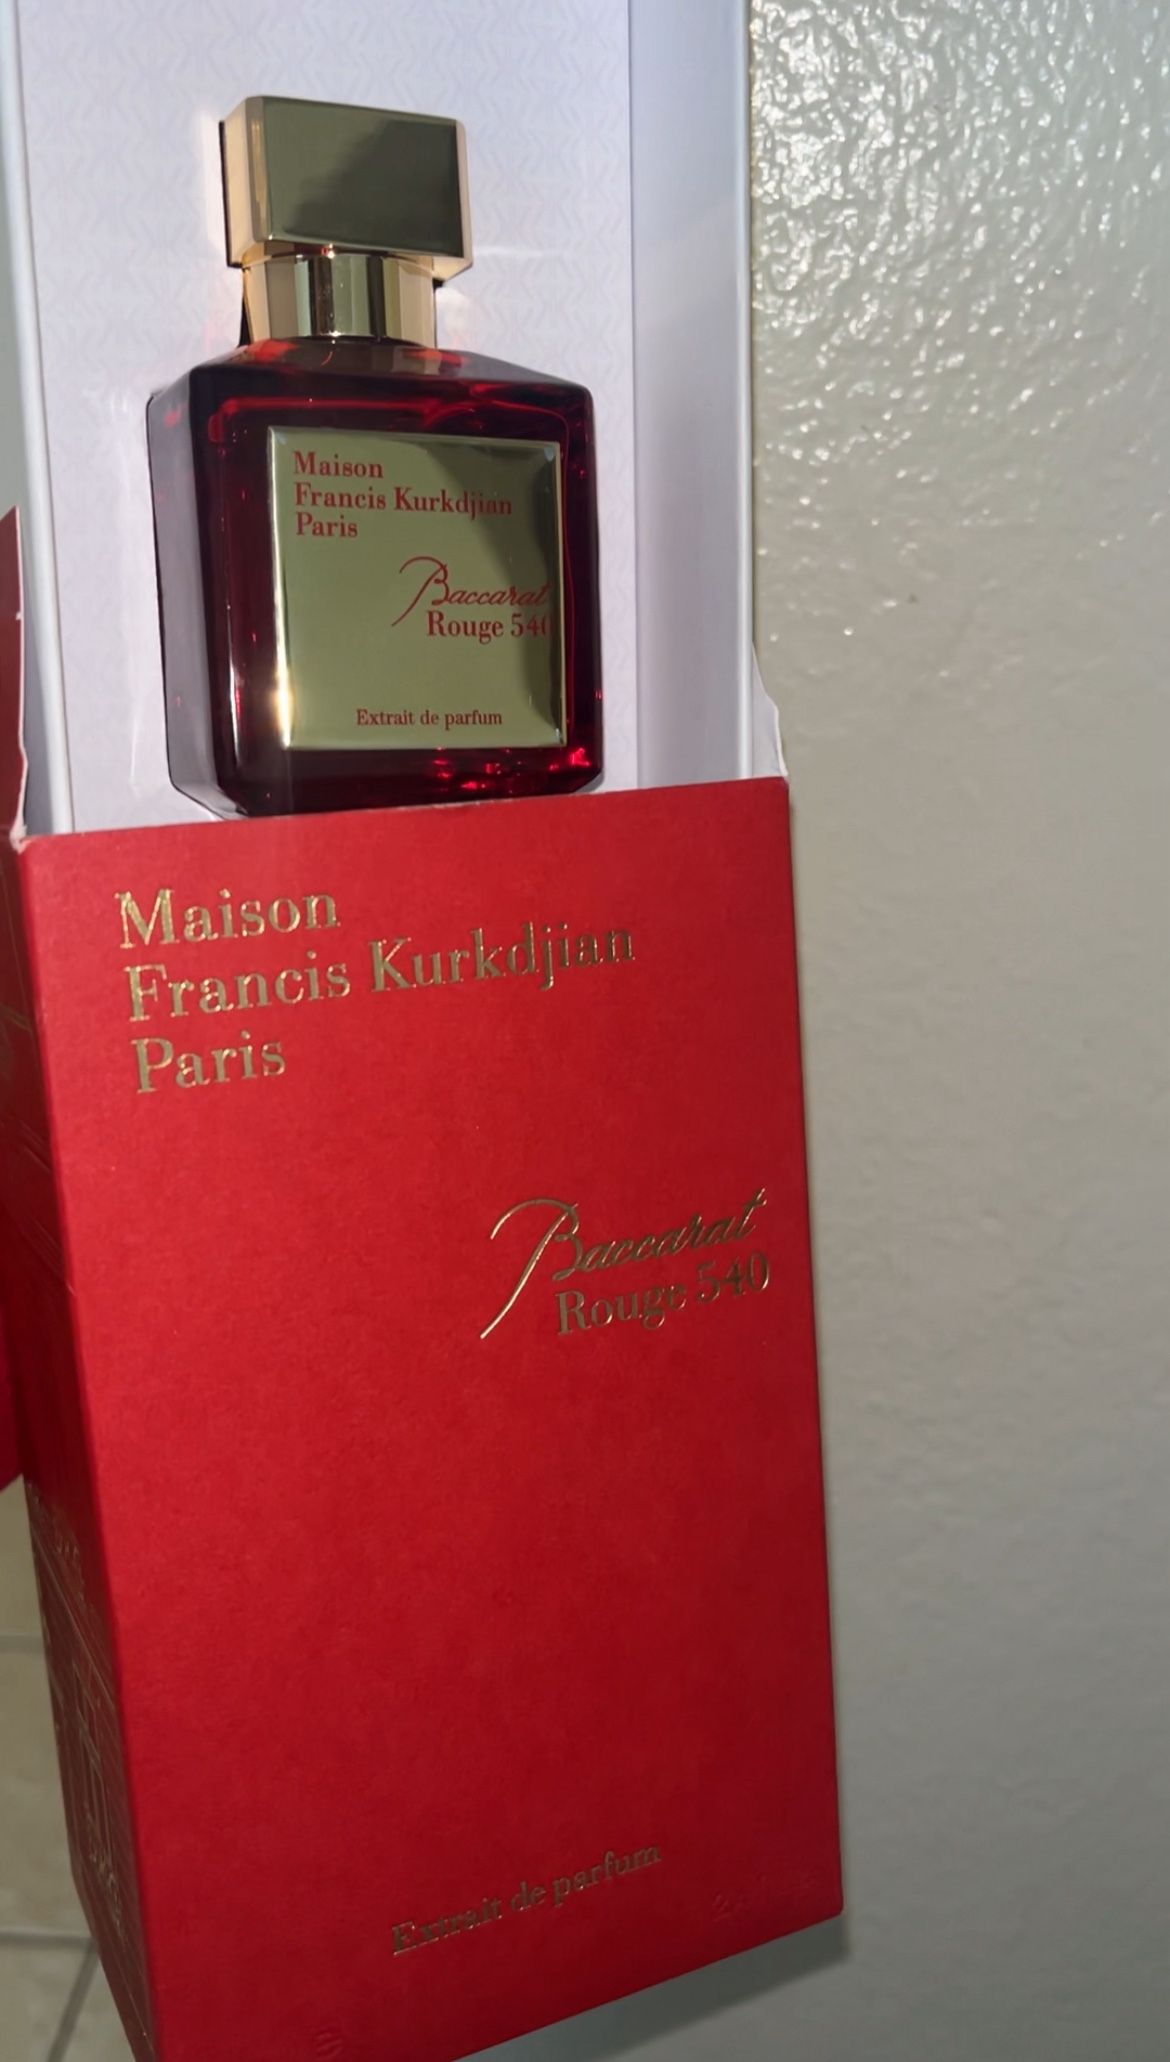 Maison
Francis Kurkdjian
Paris
Baccarat
Rouge 540
Extrait de parfum
Maison
Francis Kurkdjian
Paris
Baccarat
Rouge 540
Extrait de parfum